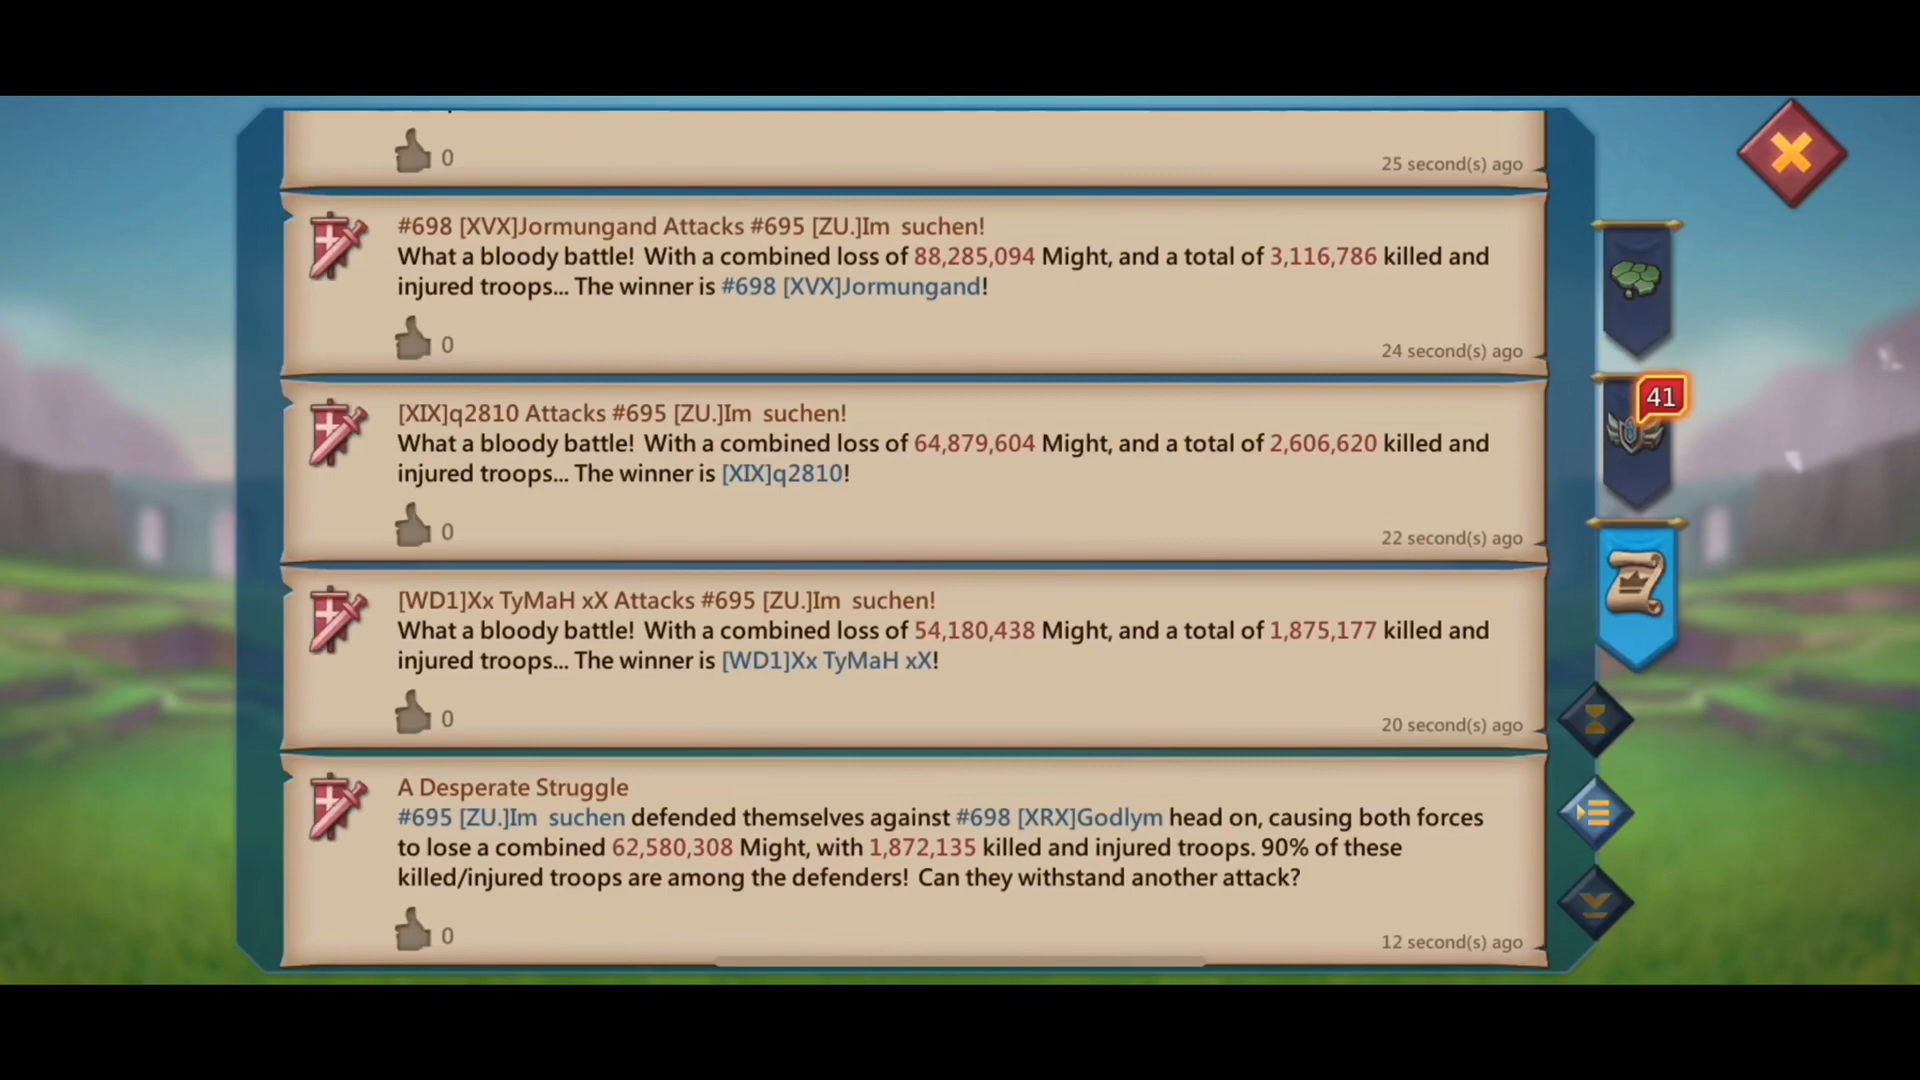 0
25 second(s) ago
#698 [XVX]Jormungand Attacks #695 [ZU.]Im  suchen!
What a bloody battle! With a combined loss of 88,285,094 Might, and a total of 3,116,786 killed and
injured troops... The winner is #698 [XVX]Jormungand!
0
24 second(s) ago
41
[XIX]q2810 Attacks #695 [ZU.]Im  suchen!
What a bloody battle! With a combined loss of 64,879,604 Might, and a total of 2,606,620 killed and
injured troops... The winner is [XIX]q2810!
0
22 second(s) ago
[WD1]Xx TyMaH xX Attacks #695 [ZU.]Im  suchen!
What a bloody battle! With a combined loss of 54,180,438 Might, and a total of 1,875,177 killed and
injured troops... The winner is [WD1]Xx TyMaH xX!
0
20 second(s) ago
A Desperate Struggle
#695 [ZU.]Im  suchen defended themselves against #698 [XRX]Godlym head on, causing both forces
to lose a combined 62,580,308 Might, with 1,872,135 killed and injured troops. 90% of these
killed/injured troops are among the defenders! Can they withstand another attack?
0
12 second(s) ago